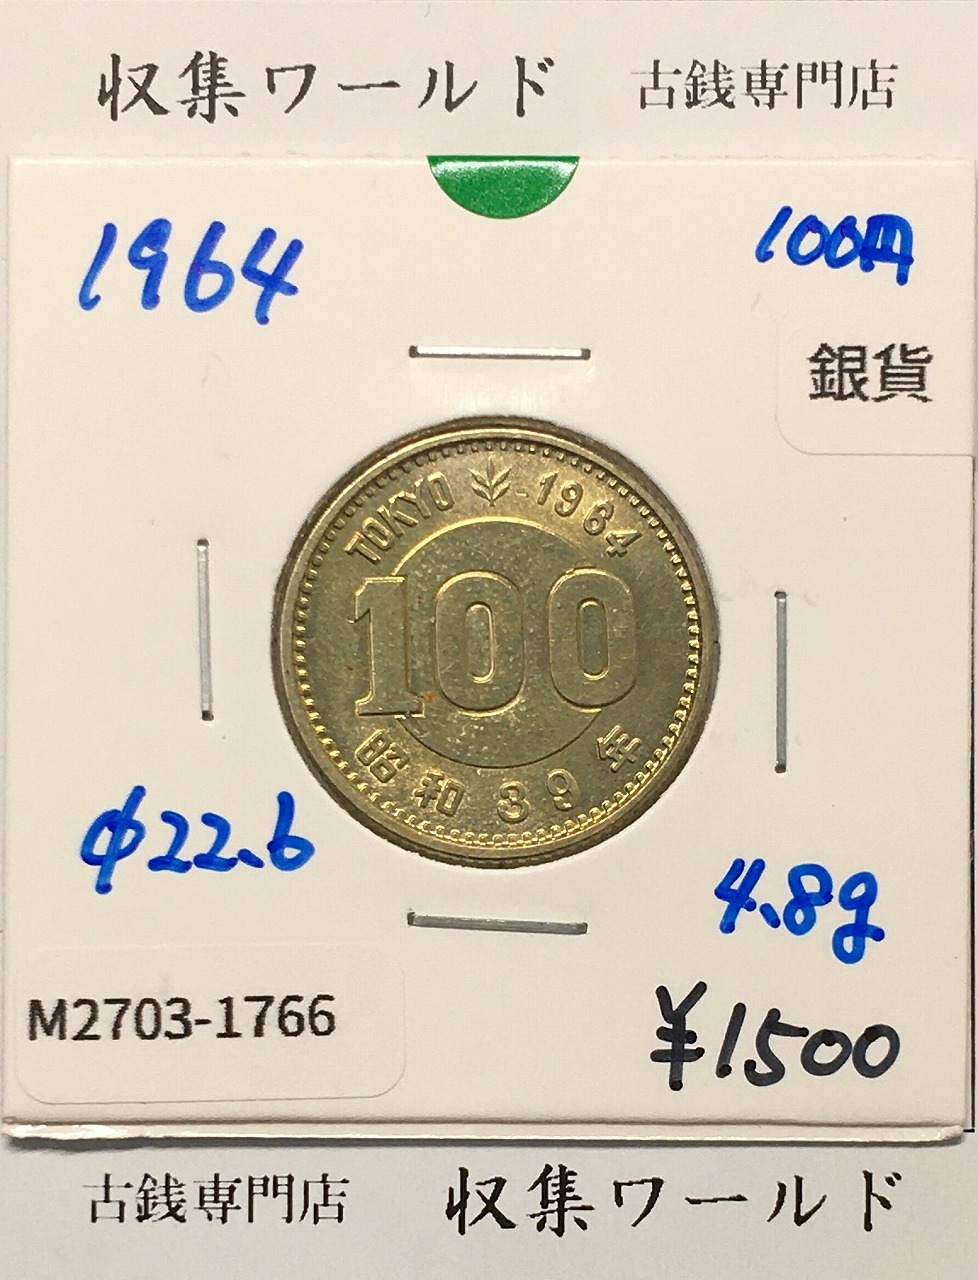 収集ワールド 古銭専門店
1964 100円
銀貨
TOKYO 1964
100
昭和39年
φ22.6
4.8g
M2703-1766
¥1500
古銭専門店 収集ワールド